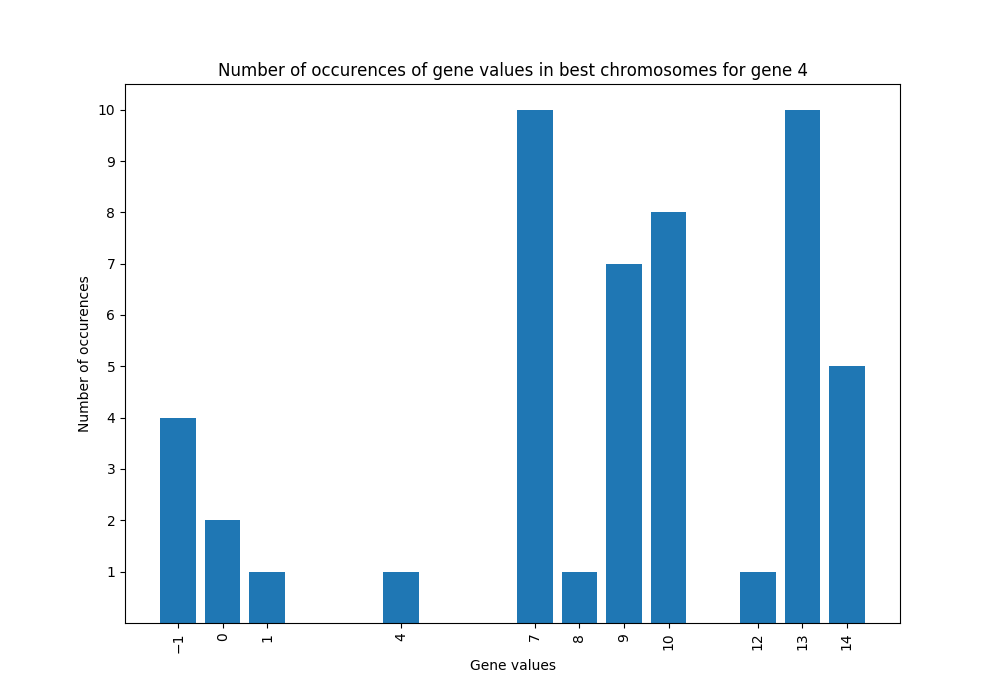 Number of occurences of gene values in best chromosomes for gene 4
10
9
8
7
6
5
4
3
2
1
Number of occurences
−1 0 1 4 7 8 9 10 12 13 14
Gene values